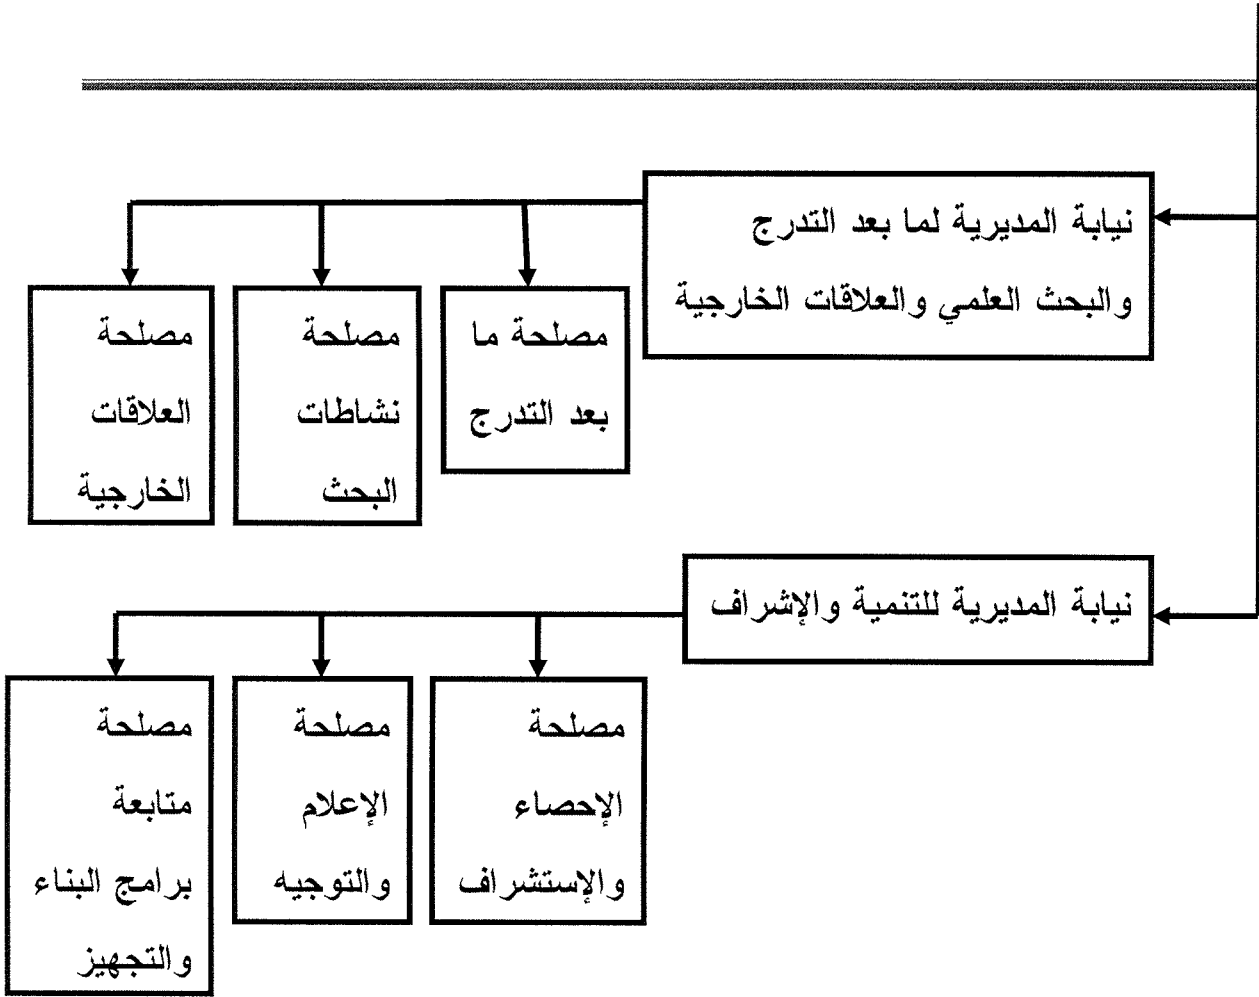 نيابة المديرية لما بعد التدرج
والبحث العلمي والعلاقات الخارجية
مصلحة ما
بعد التدرج
مصلحة
نشاطات
البحث
مصلحة
العلاقات
الخارجية
نيابة المديرية للتنمية والإشراف
مصلحة
الإحصاء
والإستشراف
مصلحة
الإعلام
والتوجيه
مصلحة
متابعة
برامج البناء
والتجهيز